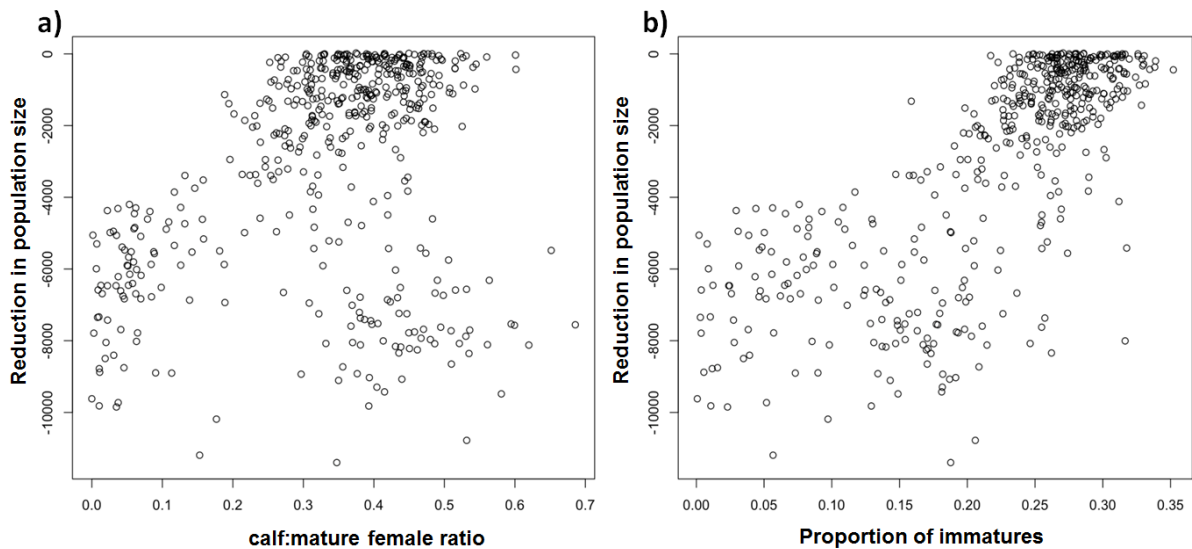 a)
Reduction in population size
0
-2000
-4000
-6000
-8000
-10000
0.0 0.1 0.2 0.3 0.4 0.5 0.6 0.7
calf:mature female ratio
b)
Reduction in population size
0
-2000
-4000
-6000
-8000
-10000
0.00 0.05 0.10 0.15 0.20 0.25 0.30 0.35
Proportion of immatures